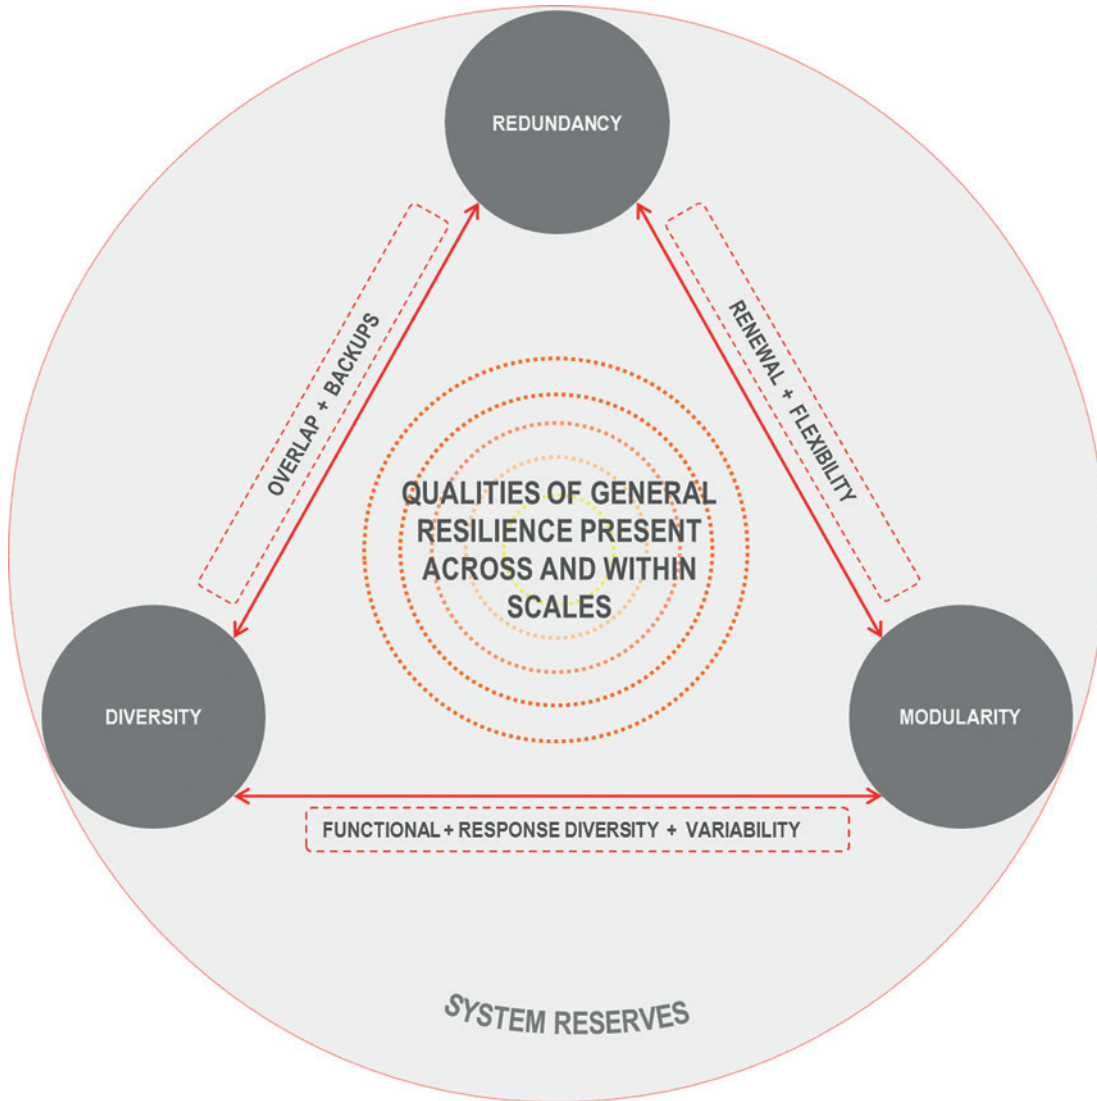 REDUNDANCY
OVERLAP + BACKUPS
RENEWAL + FLEXIBILITY
QUALITIES OF GENERAL
RESILIENCE PRESENT
ACROSS AND WITHIN
SCALES
DIVERSITY
MODULARITY
FUNCTIONAL + RESPONSE DIVERSITY + VARIABILITY
SYSTEM RESERVES